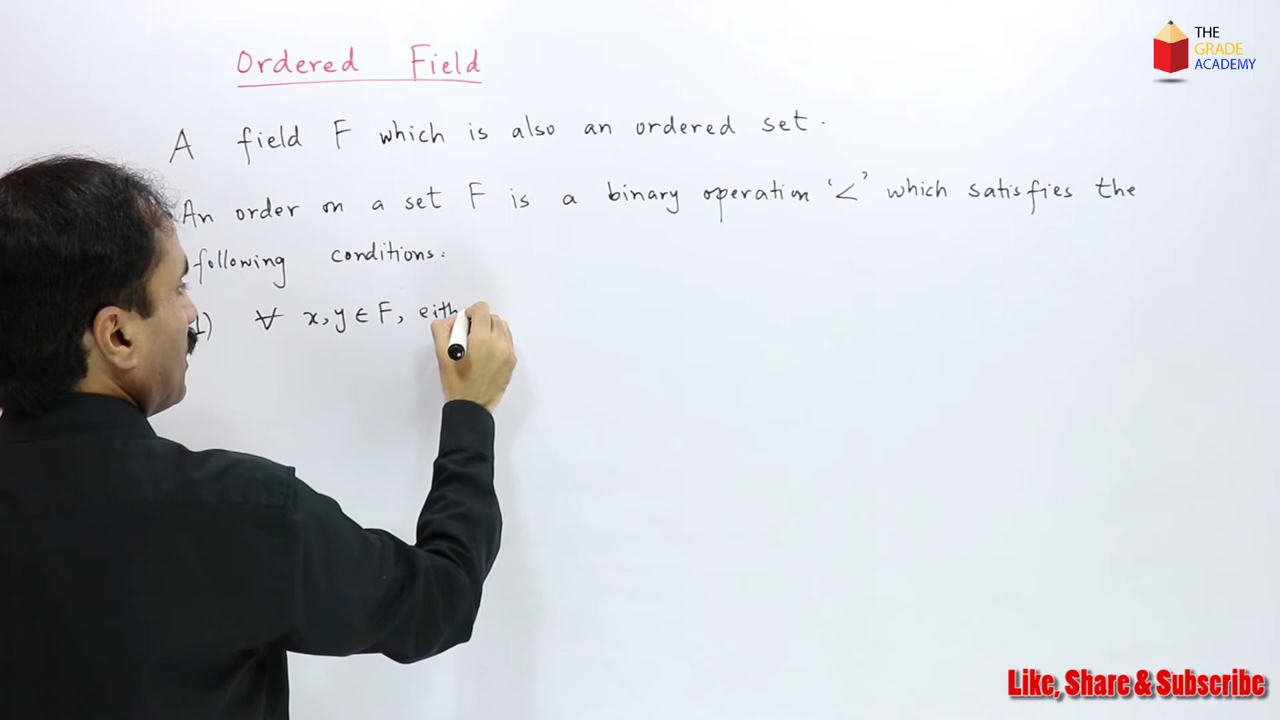 Ordered Field
THE
GRADE
ACADEMY
A field F which is also an ordered set.
An order on a set F is a binary operation '<' which satisfies the
following conditions:
1) ∀ x, y ∈ F, eith
Like, Share & Subscribe